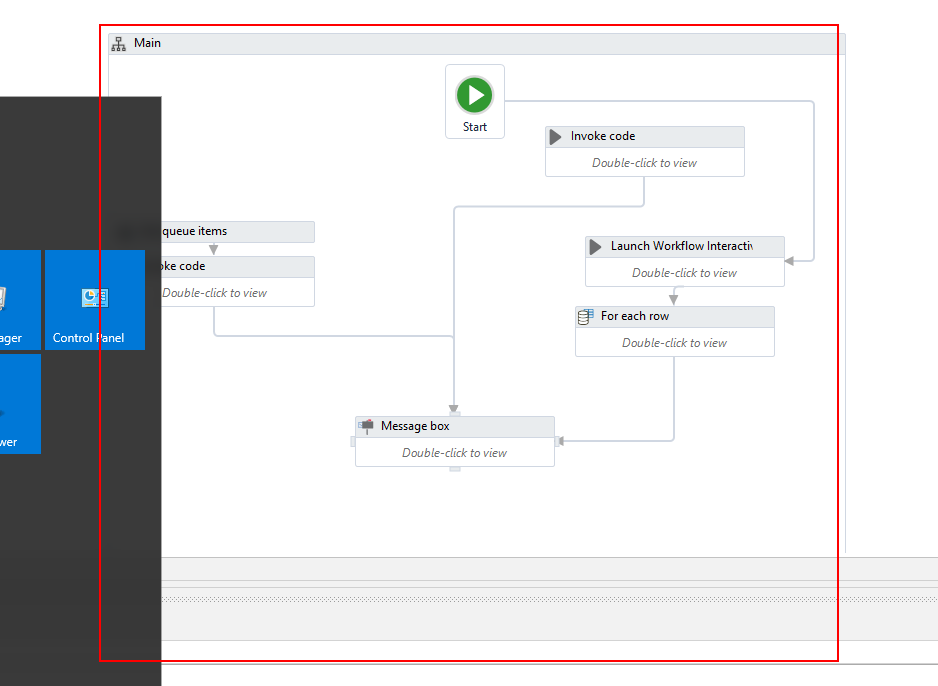 Main
Start
Invoke code
Double-click to view
queue items
Launch Workflow Interactiv
Double-click to view
oke code
Double-click to view
Control Panel
ager
For each row
Double-click to view
Message box
Double-click to view
wer